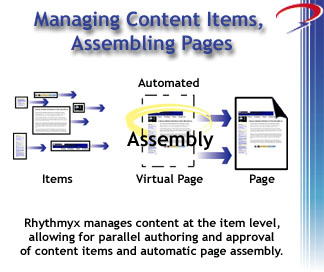 Managing Content Items,
Assembling Pages
Automated
Assembly
Items
Virtual Page
Page
Rhythmyx manages content at the item level,
allowing for parallel authoring and approval
of content items and automatic page assembly.